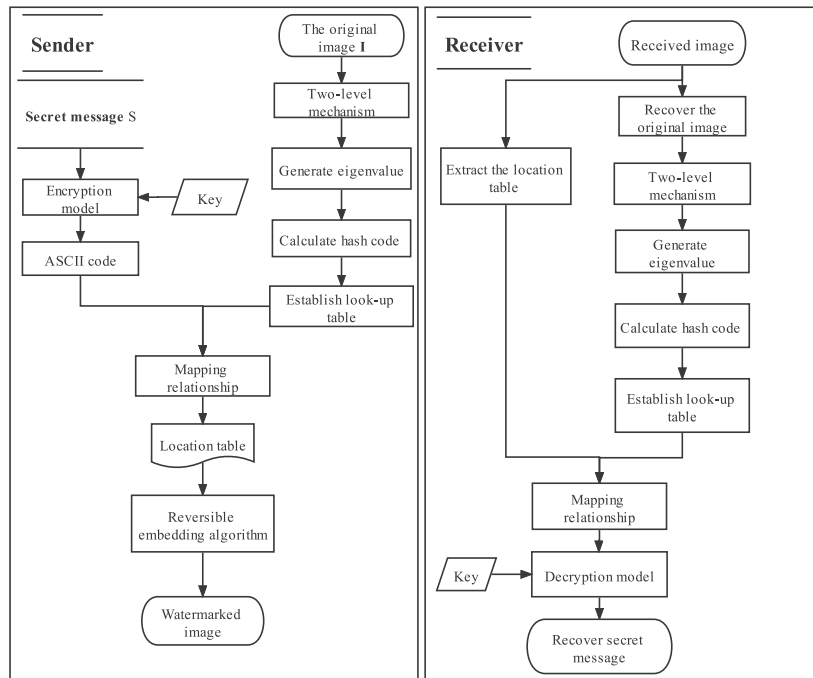 Sender
The original
image I
Secret message S
Two-level
mechanism
Encryption
model
Key
Generate eigenvalue
ASCII code
Calculate hash code
Establish look-up
table
Mapping
relationship
Location table
Reversible
embedding algorithm
Watermarked
image
Receiver
Received image
Recover the
original image
Extract the location
table
Two-level
mechanism
Generate
eigenvalue
Calculate hash code
Establish look-up
table
Mapping
relationship
Key
Decryption model
Recover secret
message